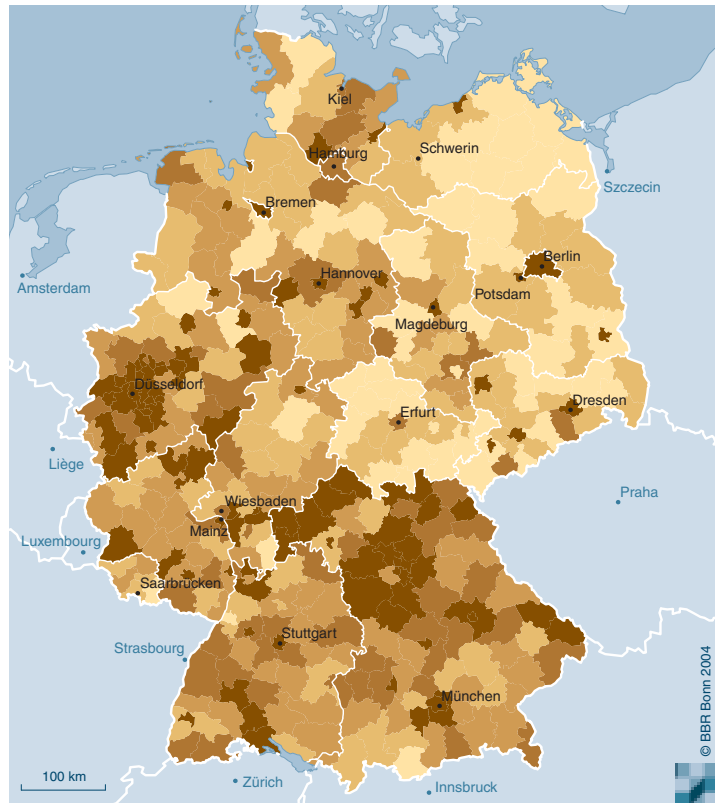 Kiel
Hamburg
Schwerin
Szczecin
Bremen
Berlin
Amsterdam
Hannover
Potsdam
Magdeburg
Düsseldorf
Dresden
Erfurt
Liège
Wiesbaden
Praha
Mainz
Luxembourg
Saarbrücken
Strasbourg
Stuttgart
München
© BBR Bonn 2004
100 km
Zürich
Innsbruck